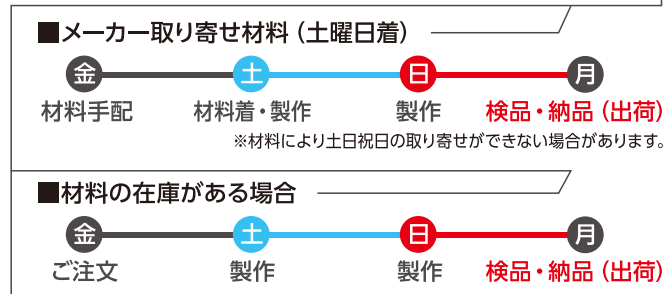 ■メーカー取り寄せ材料（土曜日着）
金 土 日 月
材料手配 材料着・製作 製作 検品・納品（出荷）
※材料により土日祝日の取り寄せができない場合があります。
■材料の在庫がある場合
金 土 日 月
ご注文 製作 製作 検品・納品（出荷）